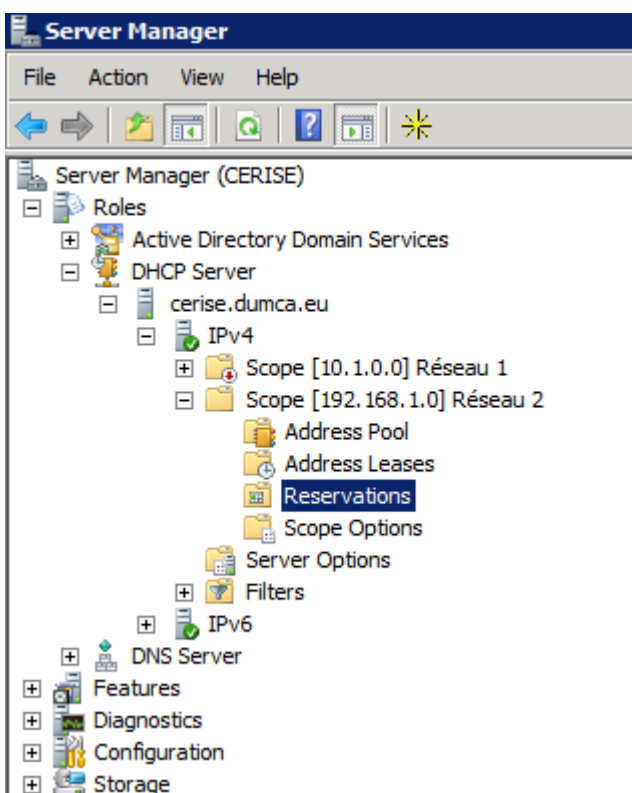 Server Manager
File Action View Help
Server Manager (CERISE)
Roles
Active Directory Domain Services
DHCP Server
cerise.dumca.eu
IPv4
Scope [10.1.0.0] Réseau 1
Scope [192.168.1.0] Réseau 2
Address Pool
Address Leases
Reservations
Scope Options
Server Options
Filters
IPv6
DNS Server
Features
Diagnostics
Configuration
Storage